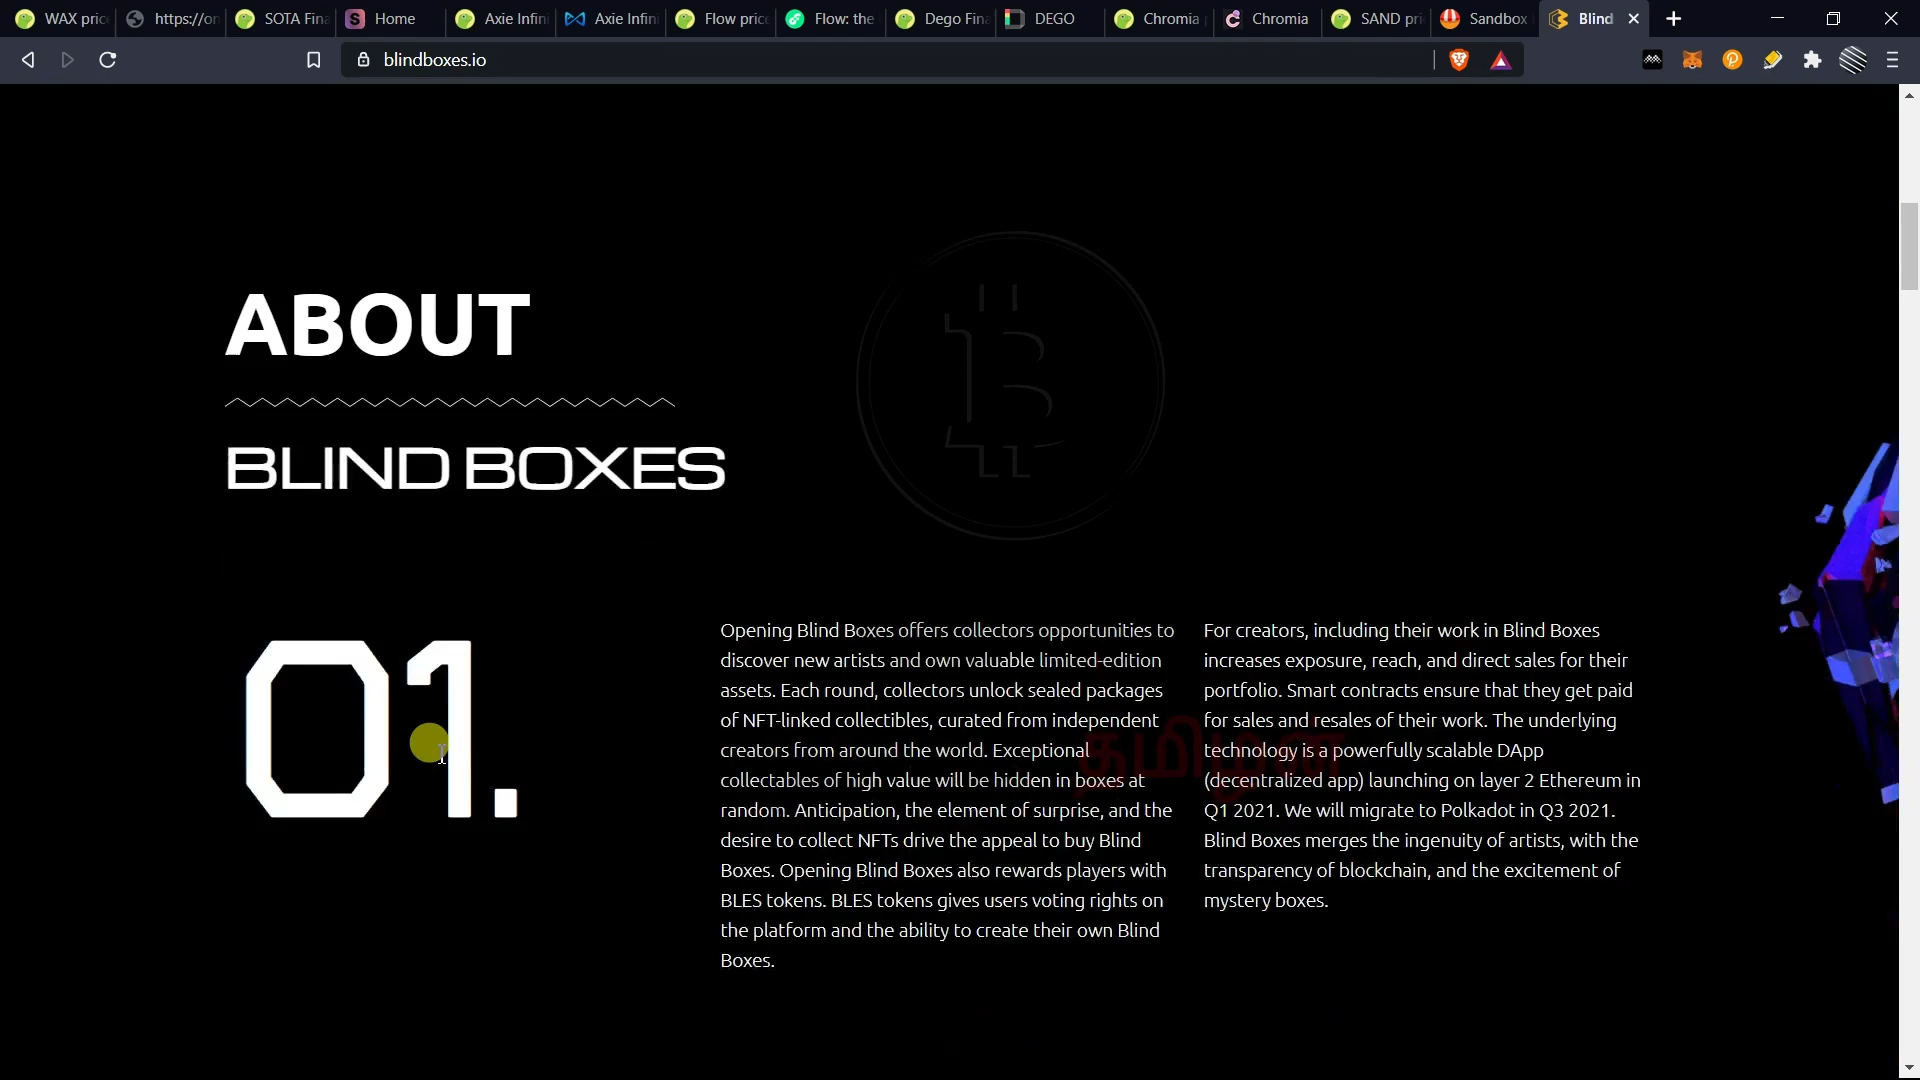 WAX pric
https://on
SOTA Fina
Home
Axie Infini
Axie Infini
Flow price
Flow: the
Dego Fina
DEGO
Chromia
Chromia
SAND pri
Sandbox
Blind
blindboxes.io
ABOUT
BLIND BOXES
01.
Opening Blind Boxes offers collectors opportunities to
discover new artists and own valuable limited-edition
assets. Each round, collectors unlock sealed packages
of NFT-linked collectibles, curated from independent
creators from around the world. Exceptional
collectables of high value will be hidden in boxes at
random. Anticipation, the element of surprise, and the
desire to collect NFTs drive the appeal to buy Blind
Boxes. Opening Blind Boxes also rewards players with
BLES tokens. BLES tokens gives users voting rights on
the platform and the ability to create their own Blind
Boxes.
For creators, including their work in Blind Boxes
increases exposure, reach, and direct sales for their
portfolio. Smart contracts ensure that they get paid
for sales and resales of their work. The underlying
technology is a powerfully scalable DApp
(decentralized app) launching on layer 2 Ethereum in
Q1 2021. We will migrate to Polkadot in Q3 2021.
Blind Boxes merges the ingenuity of artists, with the
transparency of blockchain, and the excitement of
mystery boxes.
தமிழன்